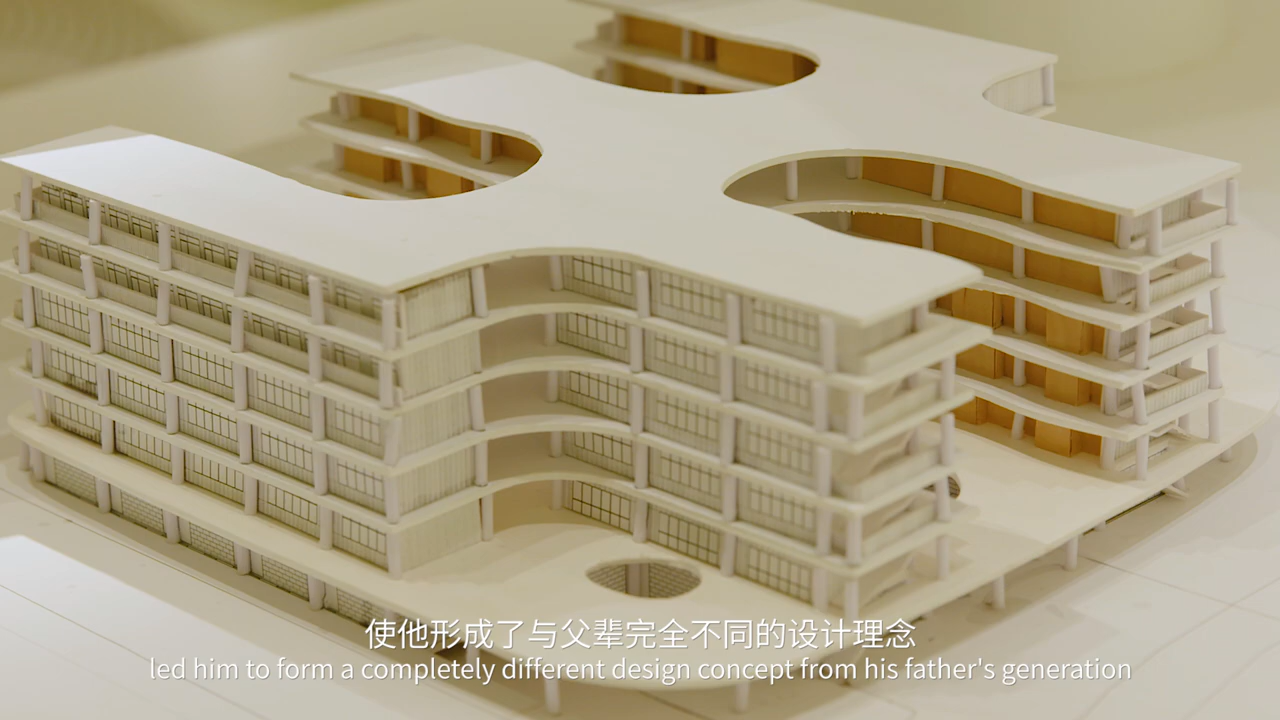 使他形成了与父辈完全不同的设计理念
led him to form a completely different design concept from his father's generation